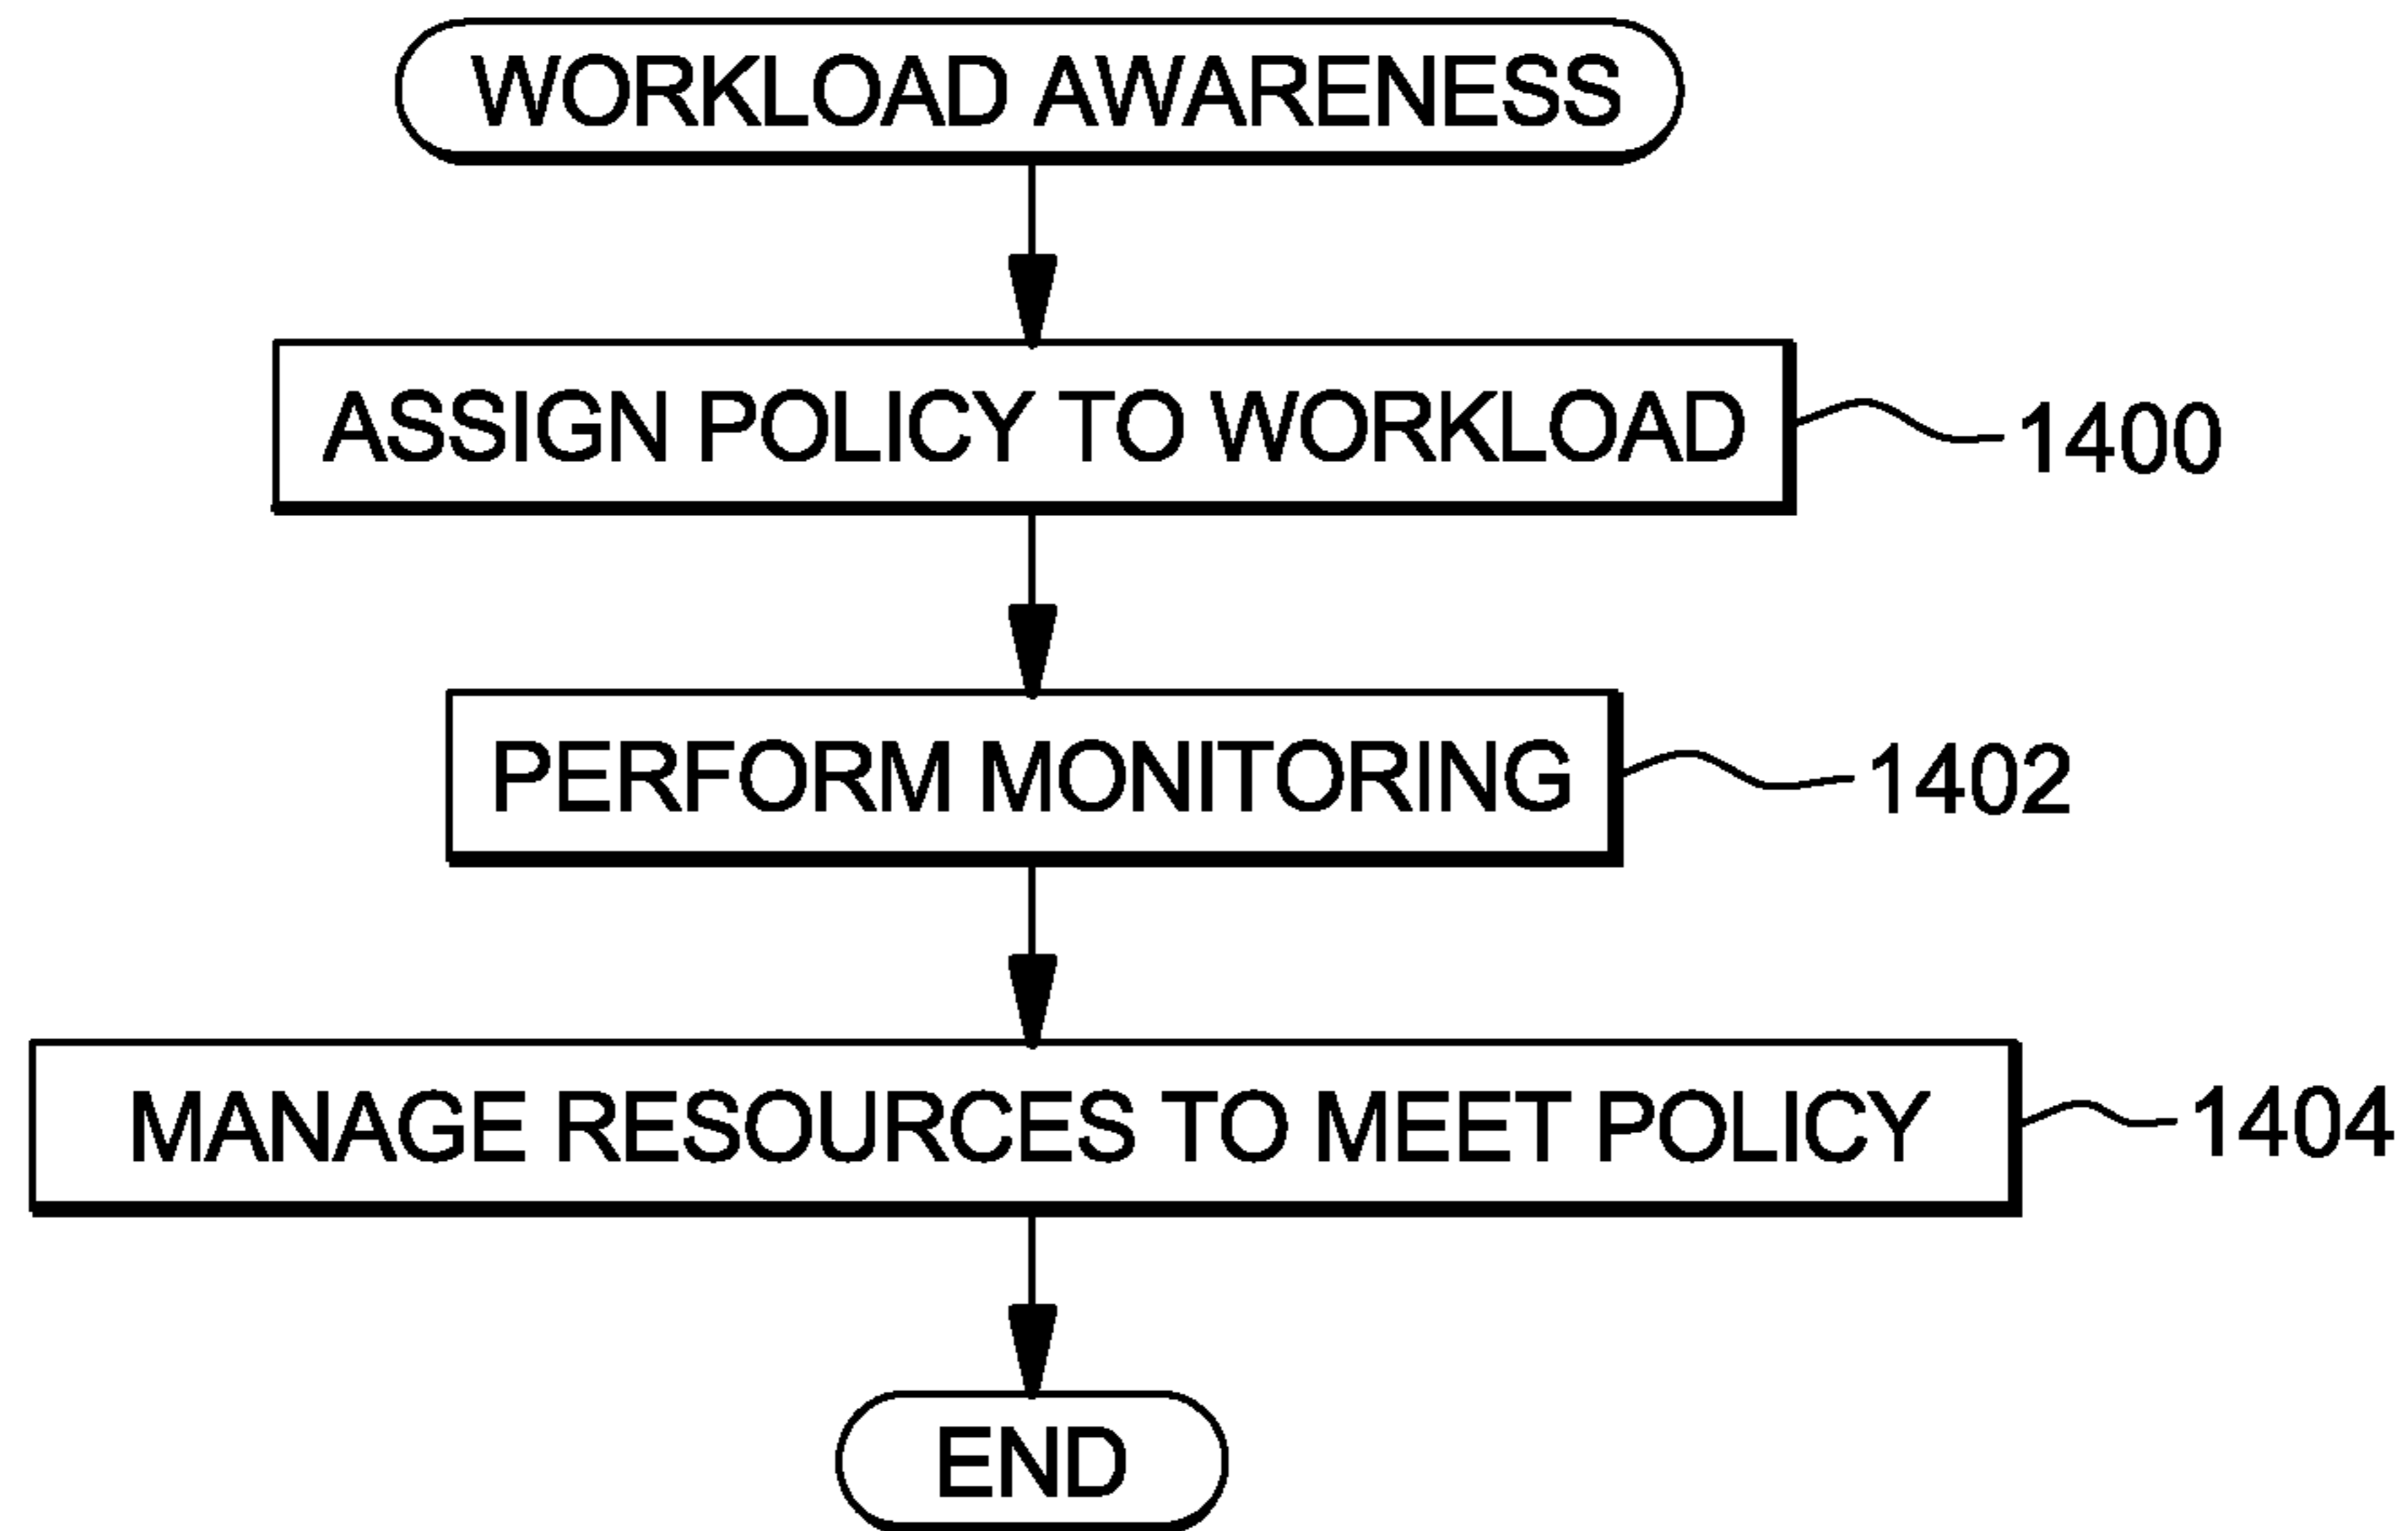 WORKLOAD AWARENESS
ASSIGN POLICY TO WORKLOAD
1400
PERFORM MONITORING
1402
MANAGE RESOURCES TO MEET POLICY
1404
END